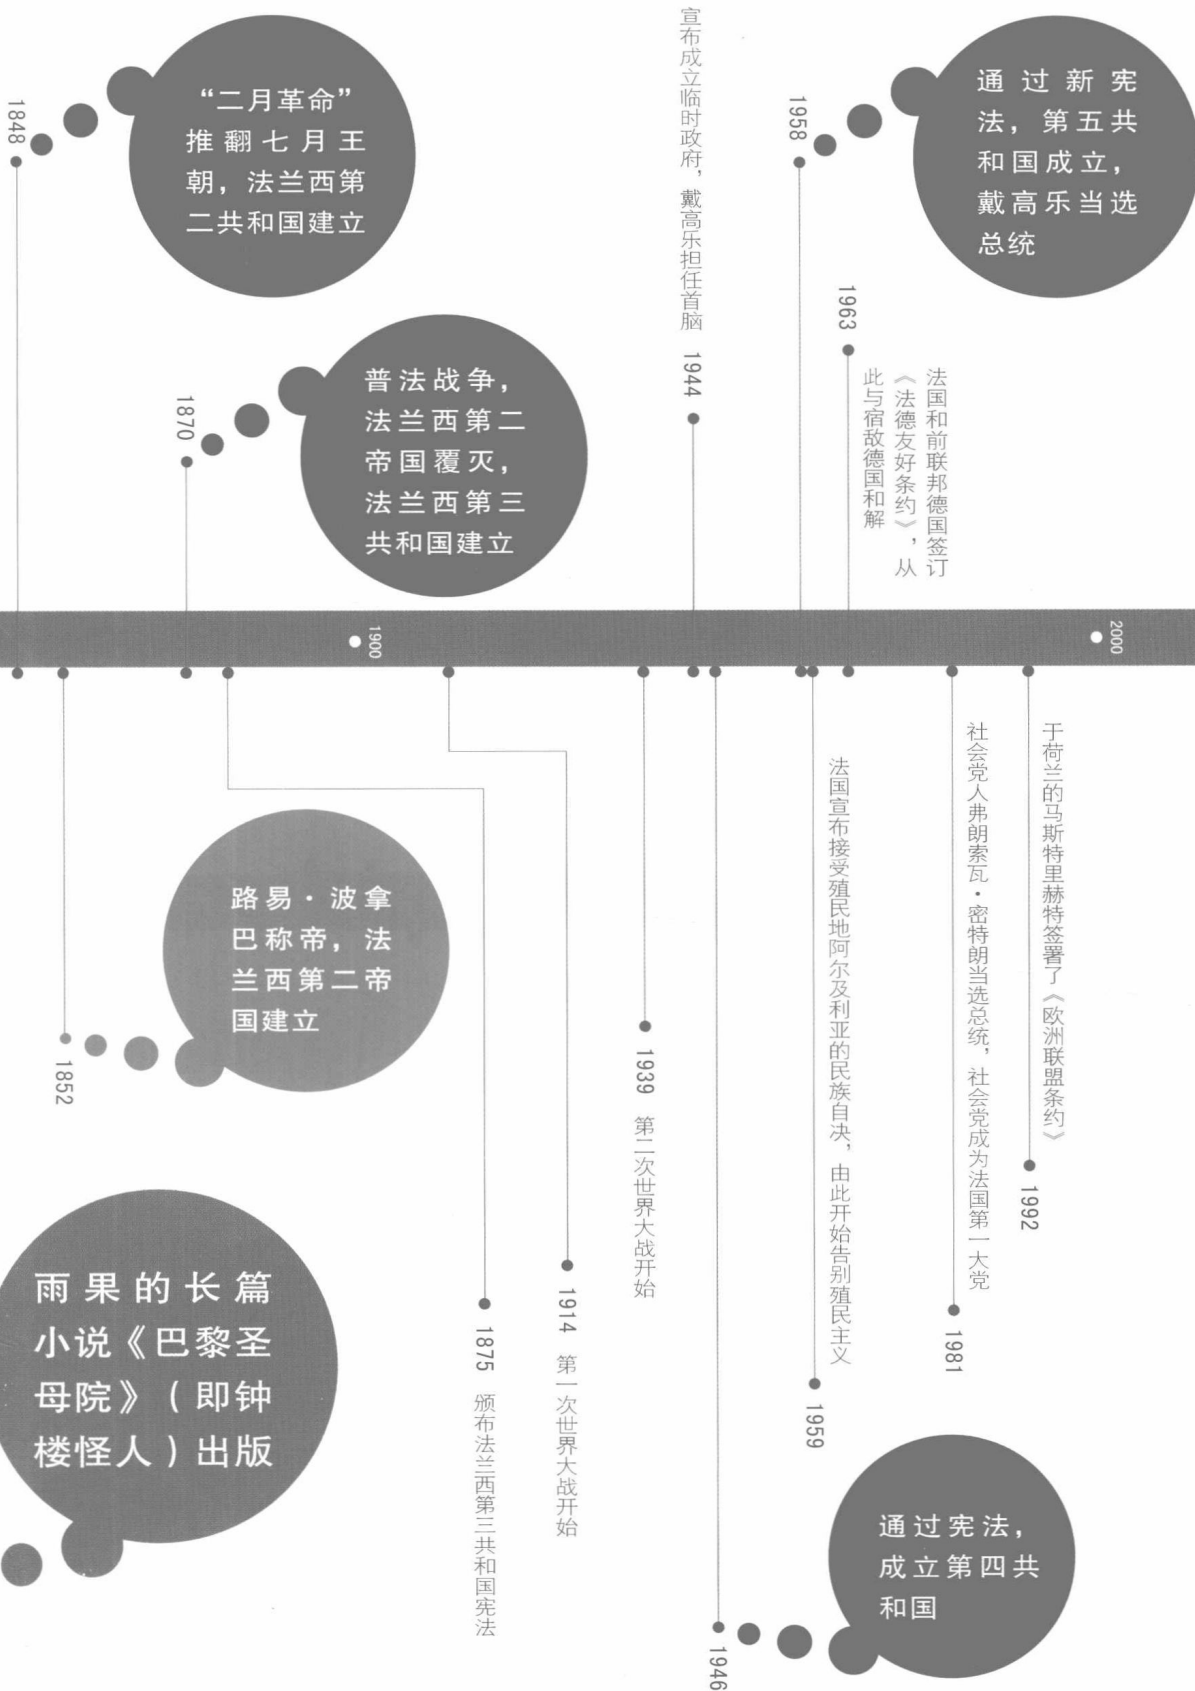 1848
“二月革命”
推翻七月王
朝，法兰西第
二共和国建立
1870
普法战争，
法兰西第二
帝国覆灭，
法兰西第三
共和国建立
宣布成立临时政府，戴高乐担任首脑
1944
1958
通过新宪
法，第五共
和国成立，
戴高乐当选
总统
1963
法国和前联邦德国签订
《法德友好条约》，从
此与宿敌德国和解
1900
2000
路易·波拿
巴称帝，法
兰西第二帝
国建立
1852
雨果的长篇
小说《巴黎圣
母院》（即钟
楼怪人）出版
1875 颁布法兰西第三共和国宪法
1914 第一次世界大战开始
1939 第二次世界大战开始
1946
通过宪法，
成立第四共
和国
法国宣布接受殖民地阿尔及利亚的民族自决，由此开始告别殖民主义
1959
社会党人弗朗索瓦·密特朗当选总统，社会党成为法国第一大党
1981
于荷兰的马斯特里赫特签署了《欧洲联盟条约》
1992